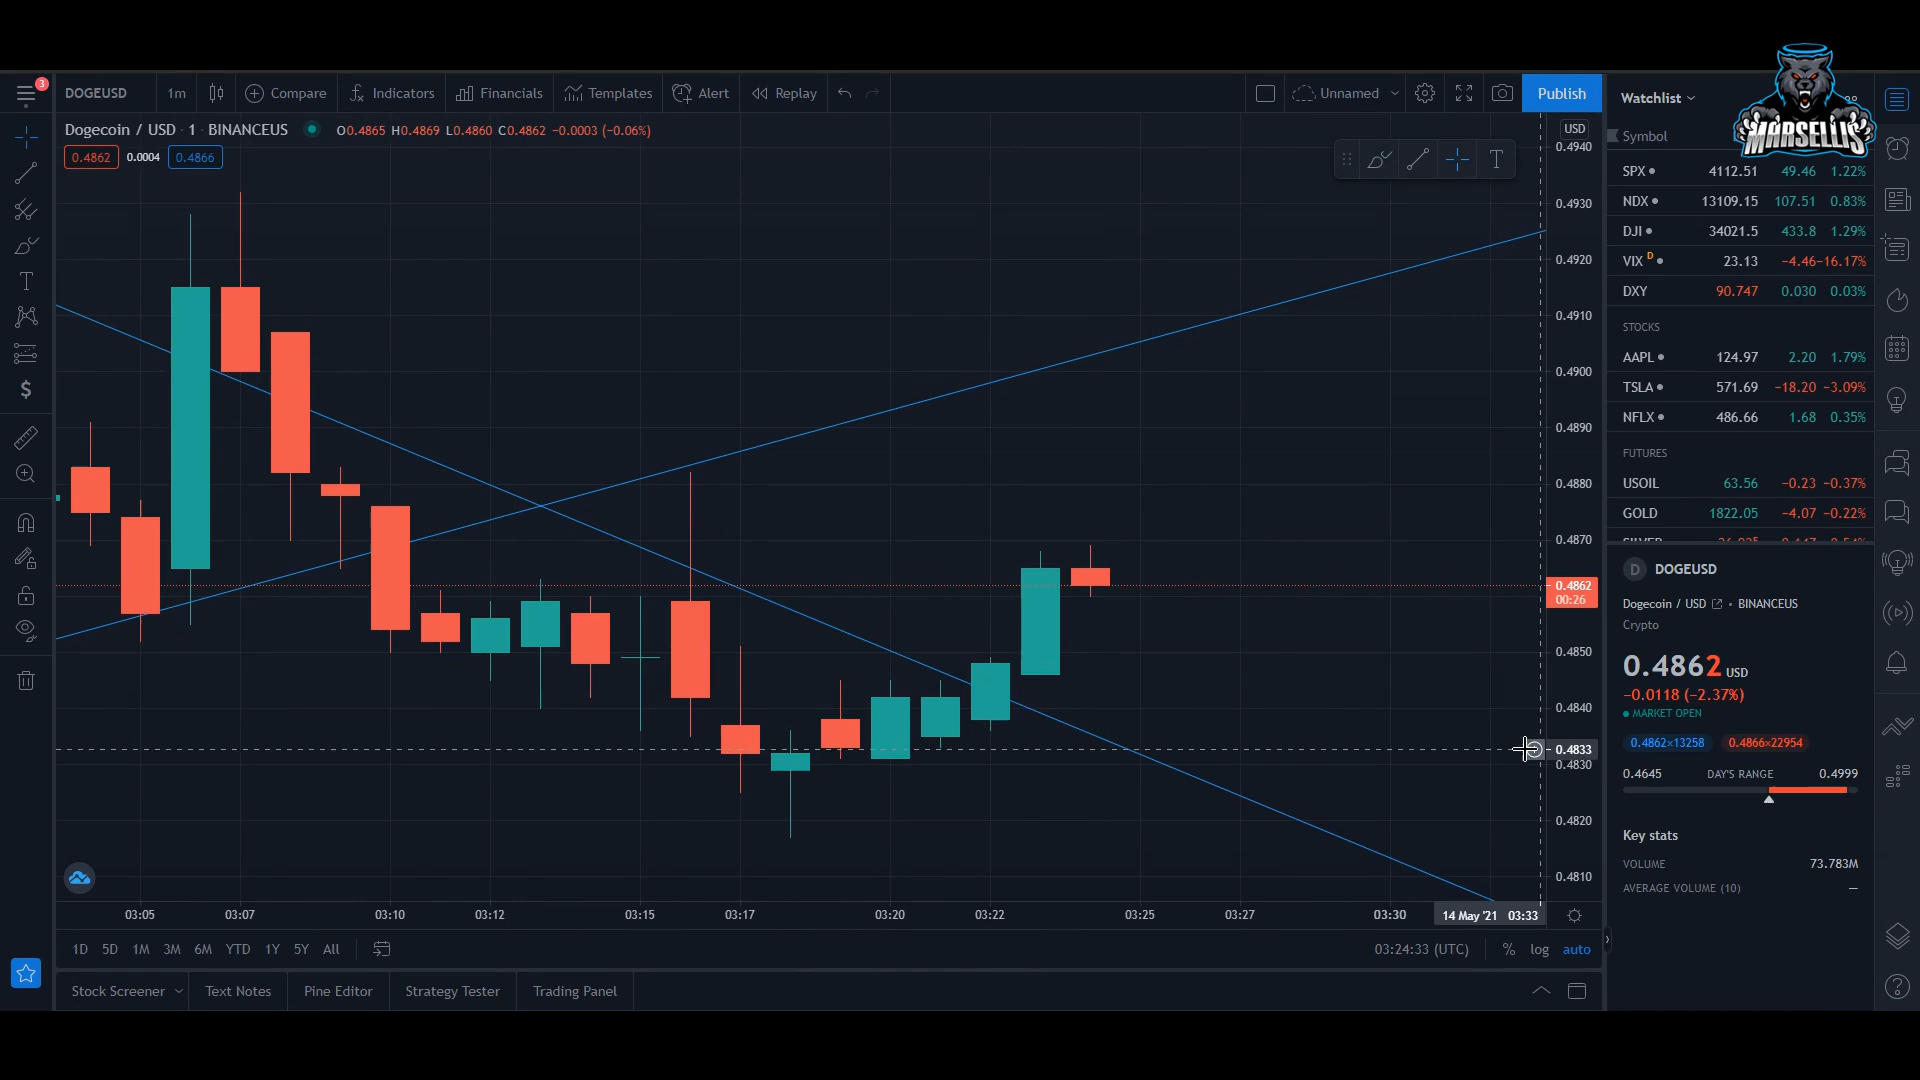 3
DOGEUSD 1m Compare Indicators Financials Templates Alert Replay Unnamed Publish
Dogecoin / USD · 1 · BINANCEUS O0.4865 H0.4869 L0.4860 C0.4862 −0.0003 (−0.06%)
0.4862 0.0004 0.4866
USD
0.4940
0.4930
0.4920
0.4910
0.4900
0.4890
0.4880
0.4870
0.4862
00:26
0.4850
0.4840
0.4833
0.4830
0.4820
0.4810
03:05 03:07 03:10 03:12 03:15 03:17 03:20 03:22 03:25 03:27 03:30 14 May '21 03:33
1D 5D 1M 3M 6M YTD 1Y 5Y All 03:24:33 (UTC) % log auto
Stock Screener Text Notes Pine Editor Strategy Tester Trading Panel
Watchlist
MARSELLIS
Symbol
SPX 4112.51 49.46 1.22%
NDX 13109.15 107.51 0.83%
DJI 34021.5 433.8 1.29%
VIX D 23.13 −4.46 −16.17%
DXY 90.747 0.030 0.03%
STOCKS
AAPL 124.97 2.20 1.79%
TSLA 571.69 −18.20 −3.09%
NFLX 486.66 1.68 0.35%
FUTURES
USOIL 63.56 −0.23 −0.37%
GOLD 1822.05 −4.07 −0.22%
D DOGEUSD
Dogecoin / USD • BINANCEUS
Crypto
0.4862 USD
−0.0118 (−2.37%)
MARKET OPEN
0.4862×13258 0.4866×22954
0.4645 DAY'S RANGE 0.4999
Key stats
VOLUME 73.783M
AVERAGE VOLUME (10) —